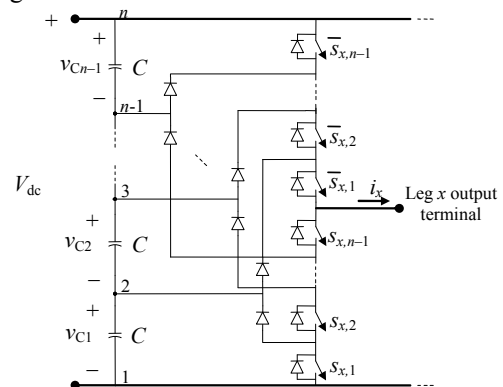 +
n
s̅x,n–1
+
vCn–1
C
–
n-1
s̅x,2
Vdc
3
s̅x,1
ix
Leg x output
terminal
+
vC2
C
sx,n–1
–
2
+
vC1
C
sx,2
–
1
sx,1